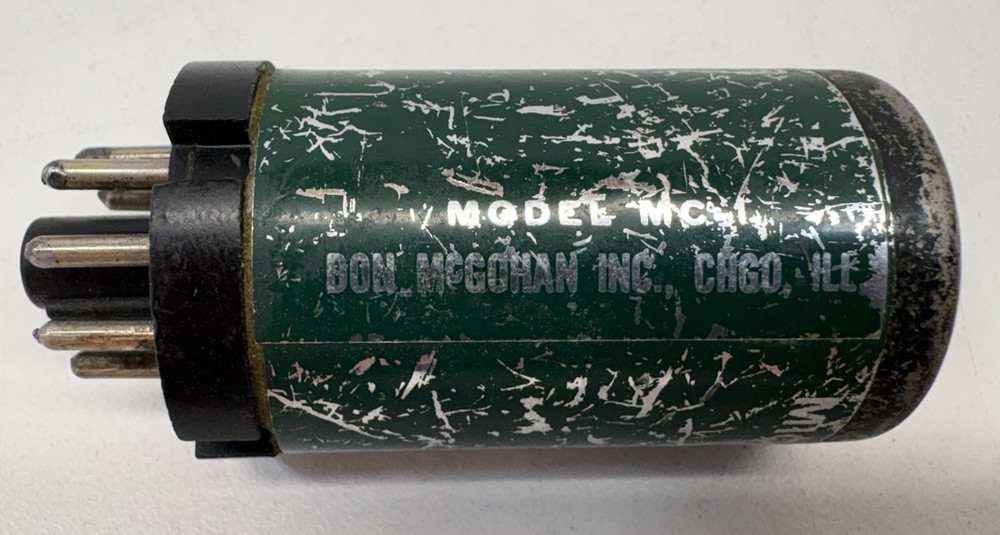 MODEL MC-1
DON McGOHAN INC., CHGO, ILL